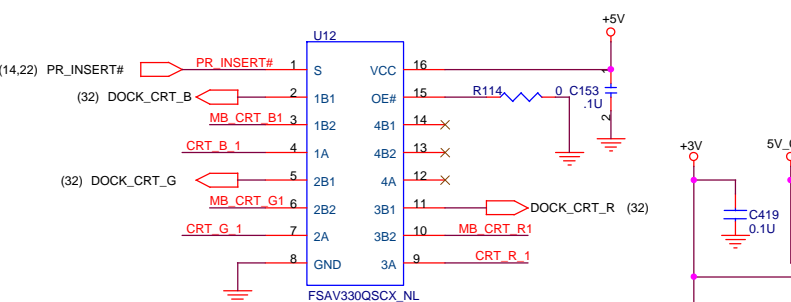 +5V
U12
(14,22) PR_INSERT# PR_INSERT# 1 S VCC 16
(32) DOCK_CRT_B 2 1B1 OE# 15 R114 0 C153 1
.1U
2
MB_CRT_B1 3 1B2 4B1 14
CRT_B_1 4 1A 4B2 13
(32) DOCK_CRT_G 5 2B1 4A 12
MB_CRT_G1 6 2B2 3B1 11 DOCK_CRT_R (32)
CRT_G_1 7 2A 3B2 10 MB_CRT_R1
8 GND 3A 9 CRT_R_1
FSAV330QSCX_NL
+3V
C419
0.1U